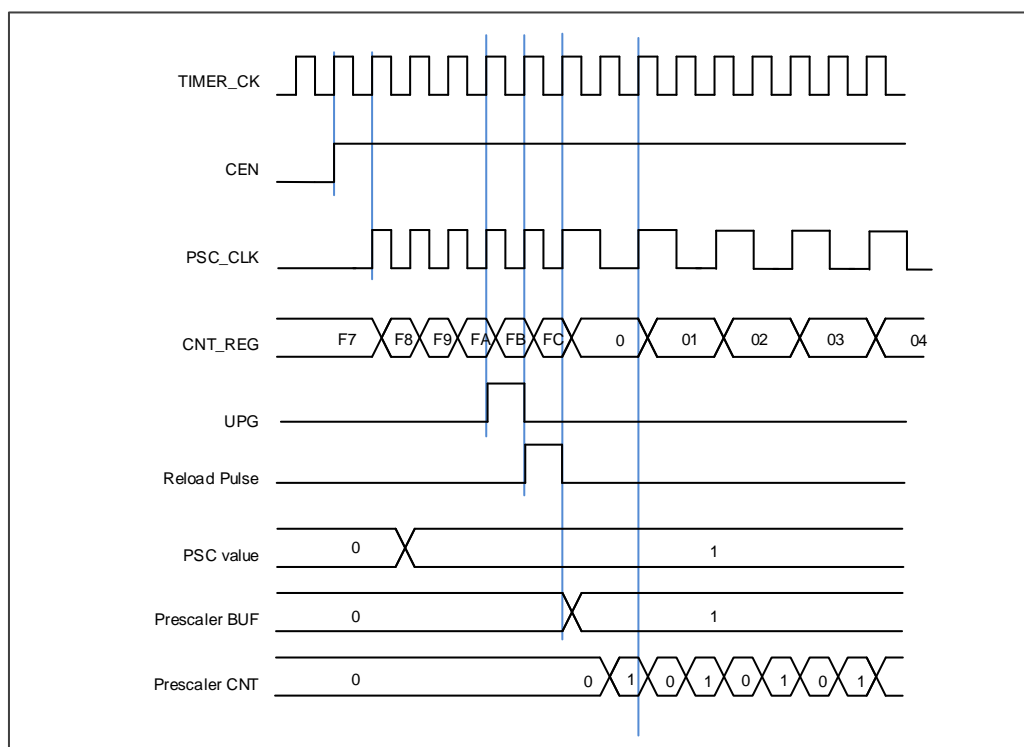 TIMER_CK
CEN
PSC_CLK
CNT_REG F7 F8 F9 FA FB FC 0 01 02 03 04
UPG
Reload Pulse
PSC value 0 1
Prescaler BUF 0 1
Prescaler CNT 0 0 1 0 1 0 1 0 1